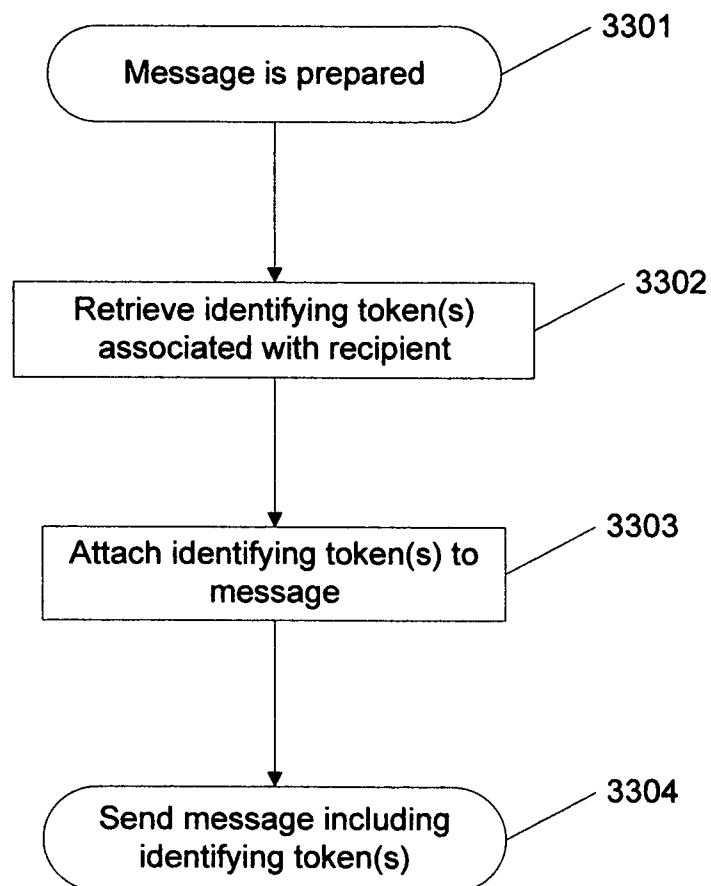 3301
Message is prepared
3302
Retrieve identifying token(s)
associated with recipient
3303
Attach identifying token(s) to
message
3304
Send message including
identifying token(s)